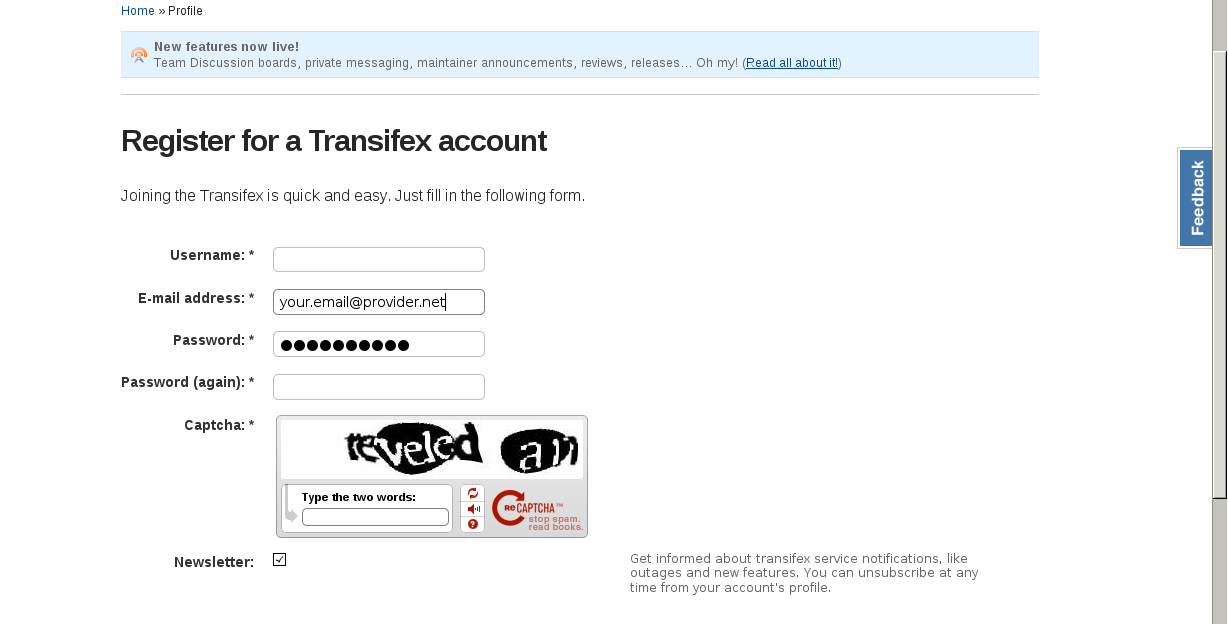 Home » Profile
New features now live!
Team Discussion boards, private messaging, maintainer announcements, reviews, releases... Oh my! (Read all about it!)
Register for a Transifex account
Joining the Transifex is quick and easy. Just fill in the following form.
Feedback
Username: *
E-mail address: *
your.email@provider.net
Password: *
Password (again): *
Captcha: *
Type the two words:
reCAPTCHA™
stop spam.
read books.
Newsletter:
Get informed about transifex service notifications, like
outages and new features. You can unsubscribe at any
time from your account's profile.